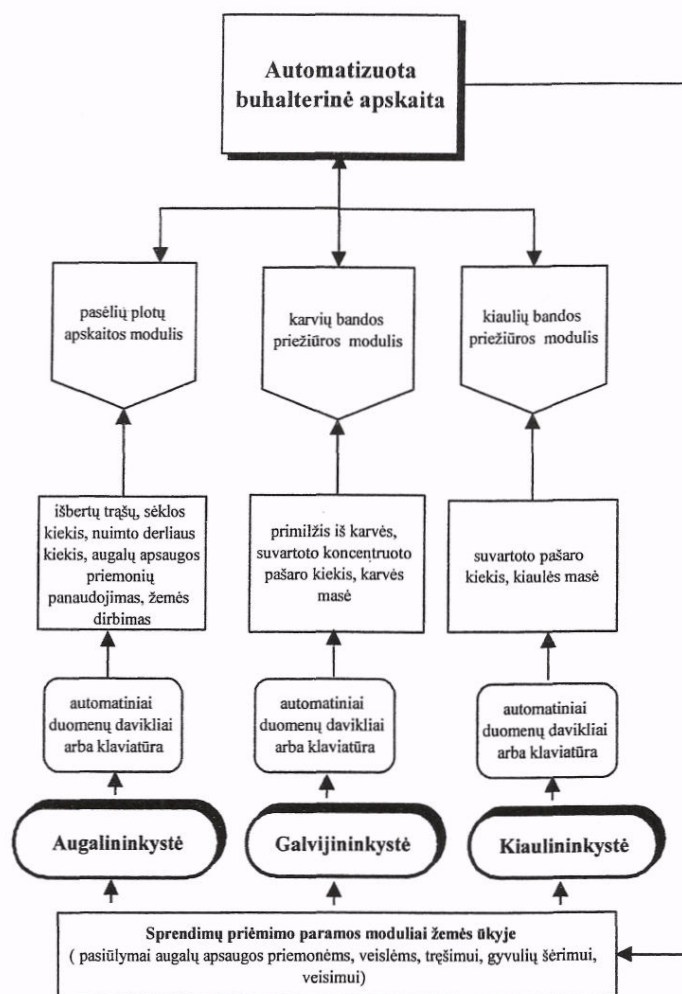 Automatizuota
buhalterinė apskaita
pasėlių plotų
apskaitos modulis
karvių bandos
priežiūros modulis
kiaulių bandos
priežiūros modulis
išbertų trąšų, sėklos
kiekis, nuimto derliaus
kiekis, augalų apsaugos
priemonių
panaudojimas, žemės
dirbimas
primilžis iš karvės,
suvartoto koncentruoto
pašaro kiekis, karvės
masė
suvartoto pašaro
kiekis, kiaulės masė
automatiniai
duomenų davikliai
arba klaviatūra
automatiniai
duomenų davikliai
arba klaviatūra
automatiniai
duomenų davikliai
arba klaviatūra
Augalininkystė
Galvijininkystė
Kiaulininkystė
Sprendimų priėmimo paramos moduliai žemės ūkyje
( pasiūlymai augalų apsaugos priemonėms, veislėms, tręšimui, gyvulių šėrimui,
veisimui)